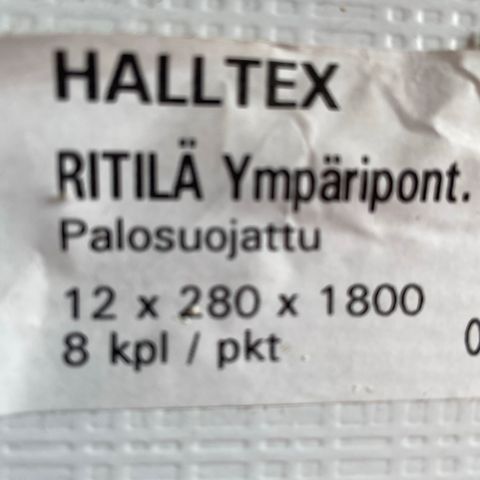 HALLTEX
RITILÄ Ympäripont.
Palosuojattu
12 x 280 x 1800
8 kpl / pkt